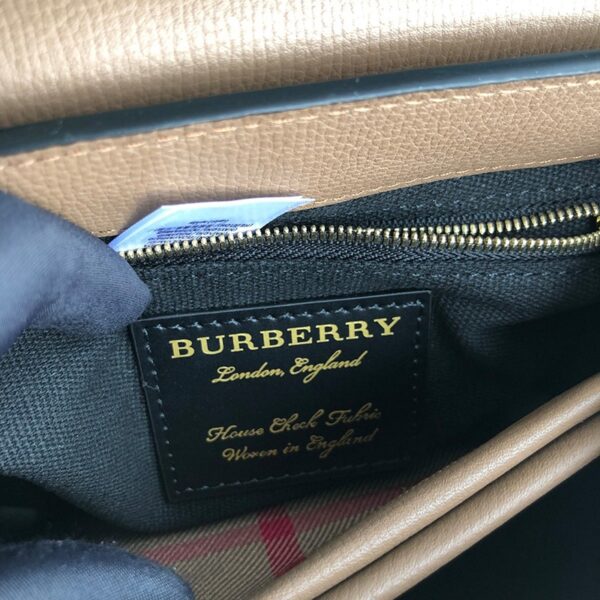 BURBERRY
London, England
House Check Fabric
Woven in England